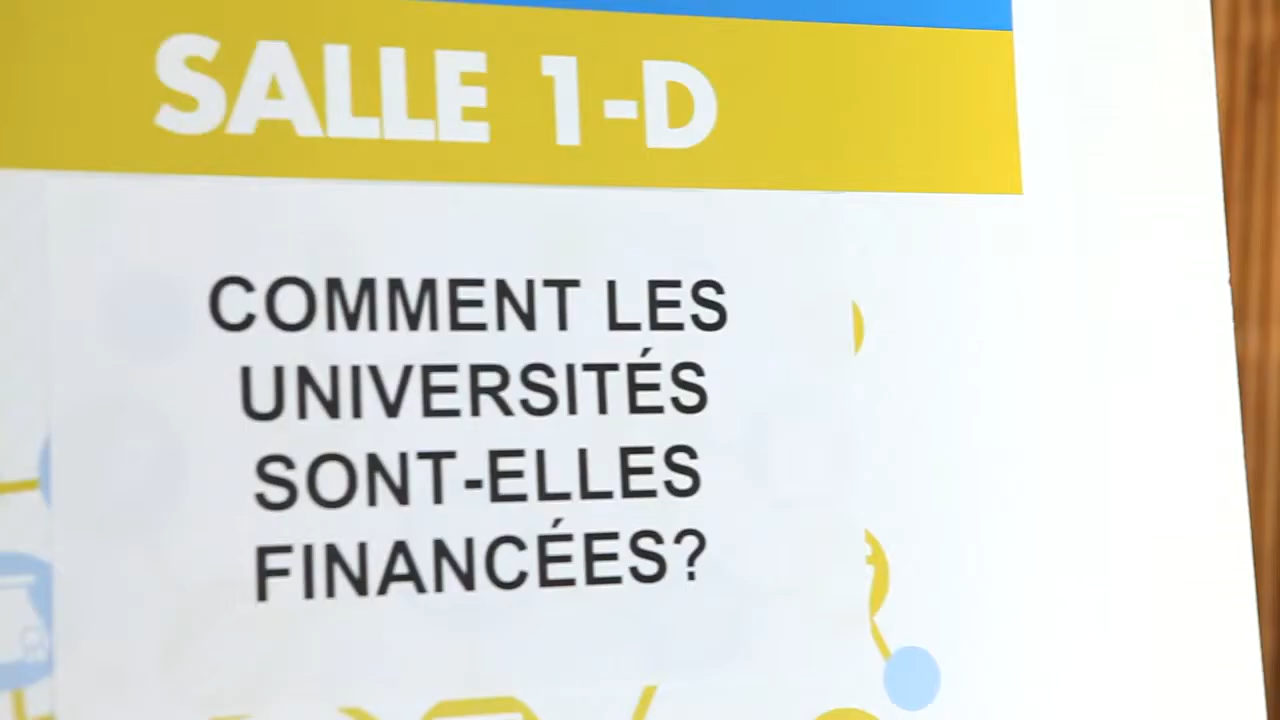 SALLE 1-D
COMMENT LES
UNIVERSITÉS
SONT-ELLES
FINANCÉES?